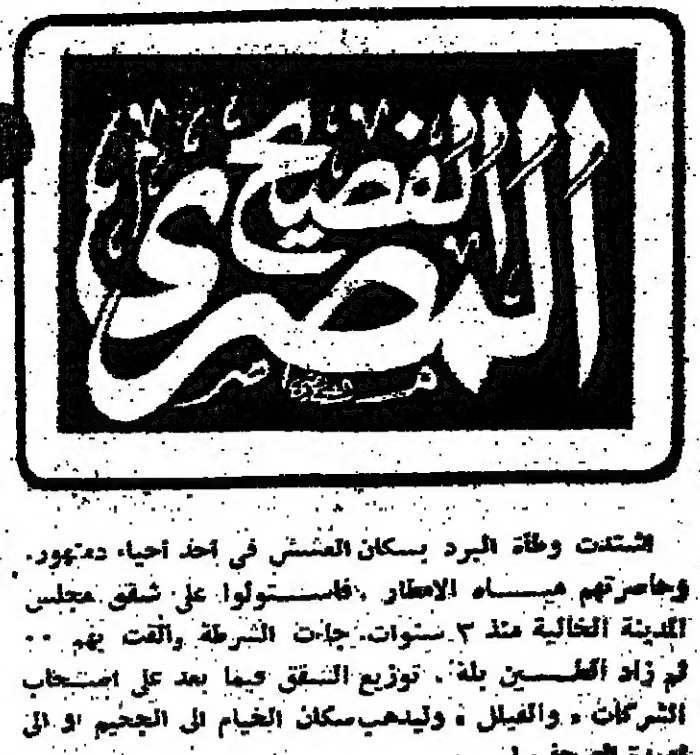 المصرى الفصيح
اشتدت وطأة البرد بسكان العشش في أحد أحياء دمنهور.
وحاصرتهم مياه الامطار . فاستولوا على شقق مجلس
المدينة الخالية منذ ٣ سنوات. جاءت الشرطة والقت بهم ..
ثم زاد الطين بلة . توزيع الشقق فيما بعد على اصحاب
الشركات ، والفيلل ، وليذهب سكان الخيام الى الجحيم او الى